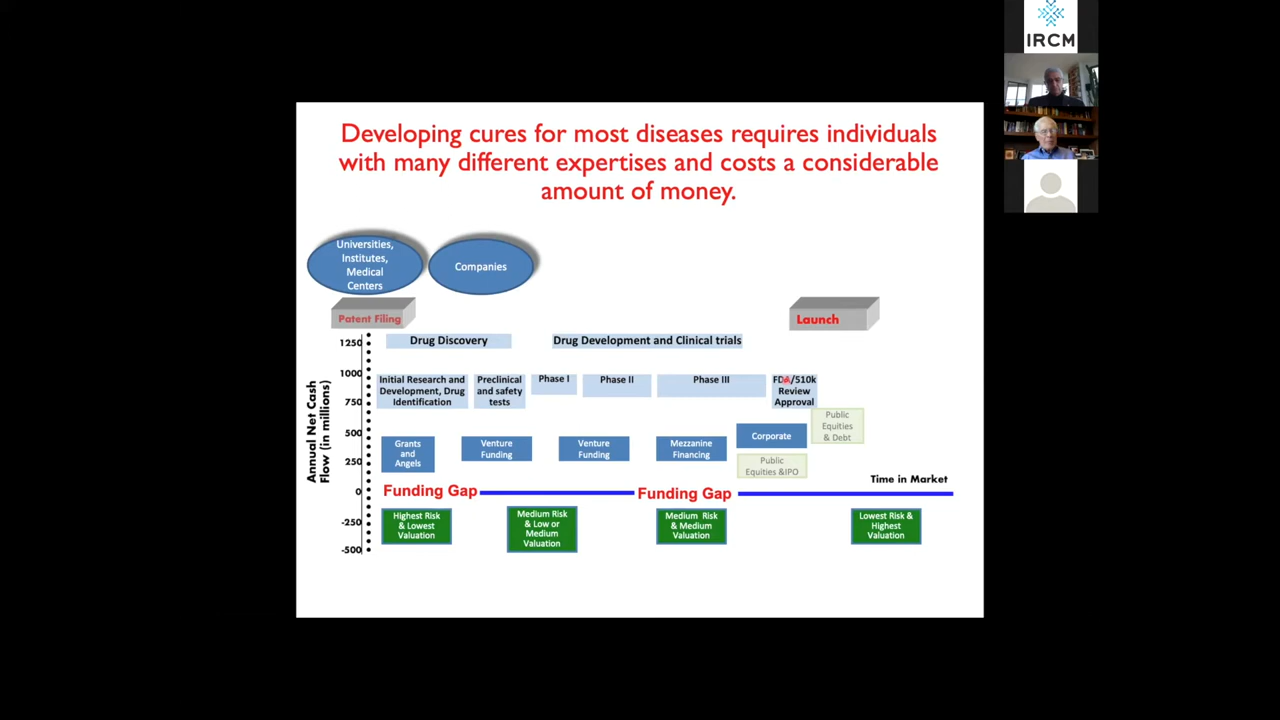 IRCM
Developing cures for most diseases requires individuals
with many different expertises and costs a considerable
amount of money.
Universities,
Institutes,
Medical
Centers
Companies
Patent Filing
Launch
Drug Discovery
Drug Development and Clinical trials
Initial Research and
Development, Drug
Identification
Preclinical
and safety
tests
Phase I
Phase II
Phase III
FDA/510k
Review
Approval
Grants
and
Angels
Venture
Funding
Venture
Funding
Mezzanine
Financing
Corporate
Public
Equities &IPO
Public
Equities
& Debt
Annual Net Cash
Flow (in millions)
1250
1000
750
500
250
0
-250
-500
Time in Market
Funding Gap
Funding Gap
Highest Risk
& Lowest
Valuation
Medium Risk
& Low or
Medium
Valuation
Medium Risk
& Medium
Valuation
Lowest Risk &
Highest
Valuation